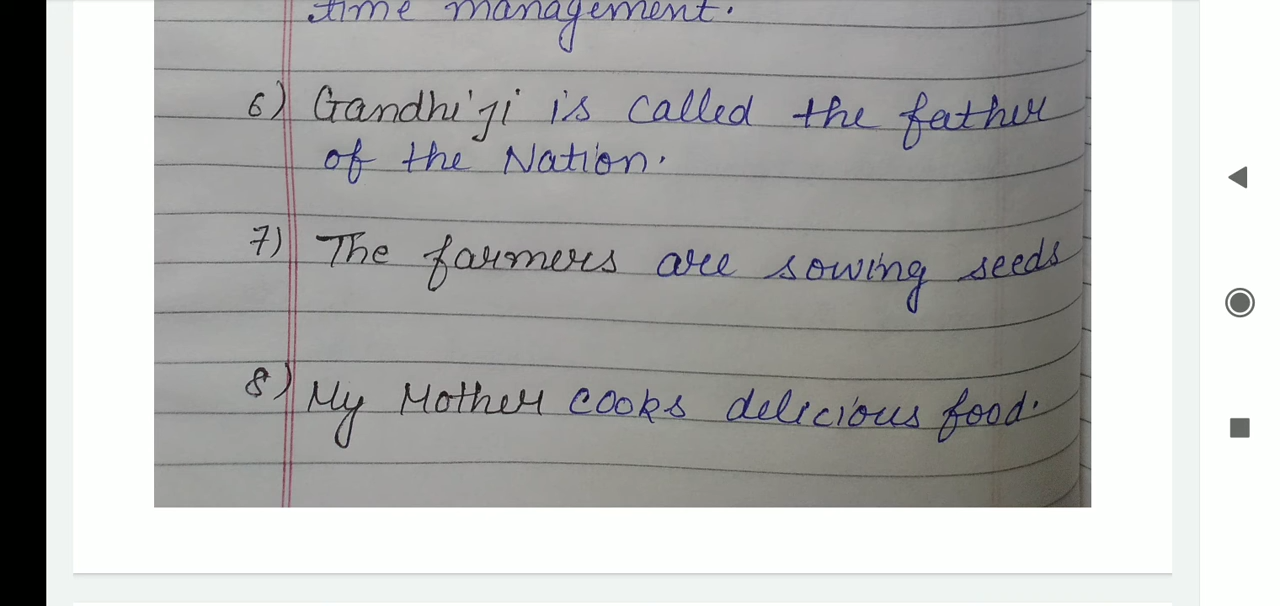 time management.
6) Gandhiji is called the father
of the Nation.
7) The farmers are sowing seeds
8) My Mother cooks delicious food.